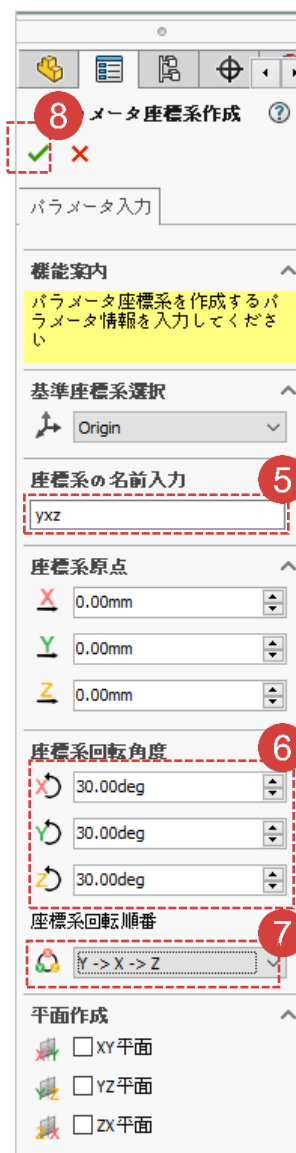 8 メータ座標系作成
パラメータ入力
機能案内
パラメータ座標系を作成するパ
ラメータ情報を入力してくださ
い
基準座標系選択
Origin
座標系の名前入力 5
yxz
座標系原点
X 0.00mm
Y 0.00mm
Z 0.00mm
座標系回転角度 6
X 30.00deg
Y 30.00deg
Z 30.00deg
座標系回転順番 7
Y -> X -> Z
平面作成
XY平面
YZ平面
ZX平面